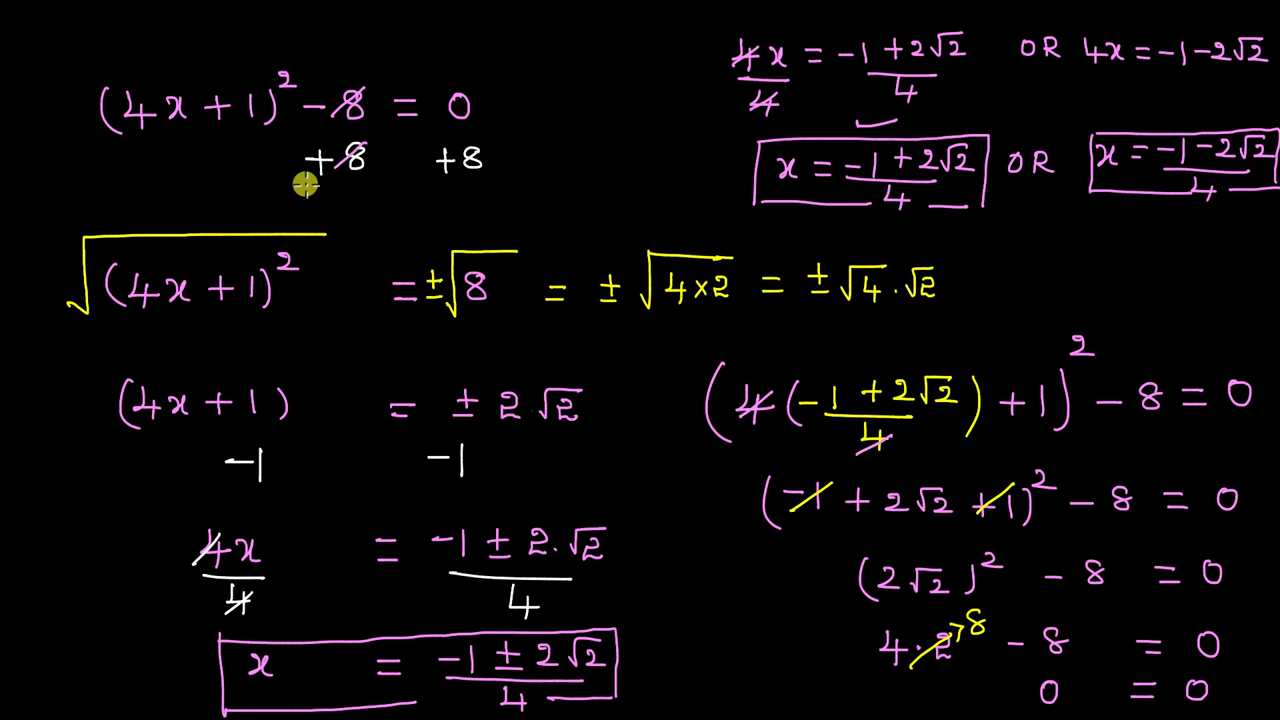 (4x + 1)² - 8 = 0
+8 +8
√(4x + 1)² = ±√8 = ±√4×2 = ±√4 . √2
(4x + 1) = ± 2√2
-1 -1
4x/4 = -1 ± 2.√2/4
x = -1 ± 2√2/4
4x/4 = -1 + 2√2/4 OR 4x = -1 - 2√2
x = -1 + 2√2/4 OR x = -1 - 2√2/4
(4(-1 + 2√2/4) + 1)² - 8 = 0
(-1 + 2√2 + 1)² - 8 = 0
(2√2)² - 8 = 0
4 . 2 →8 - 8 = 0
0 = 0